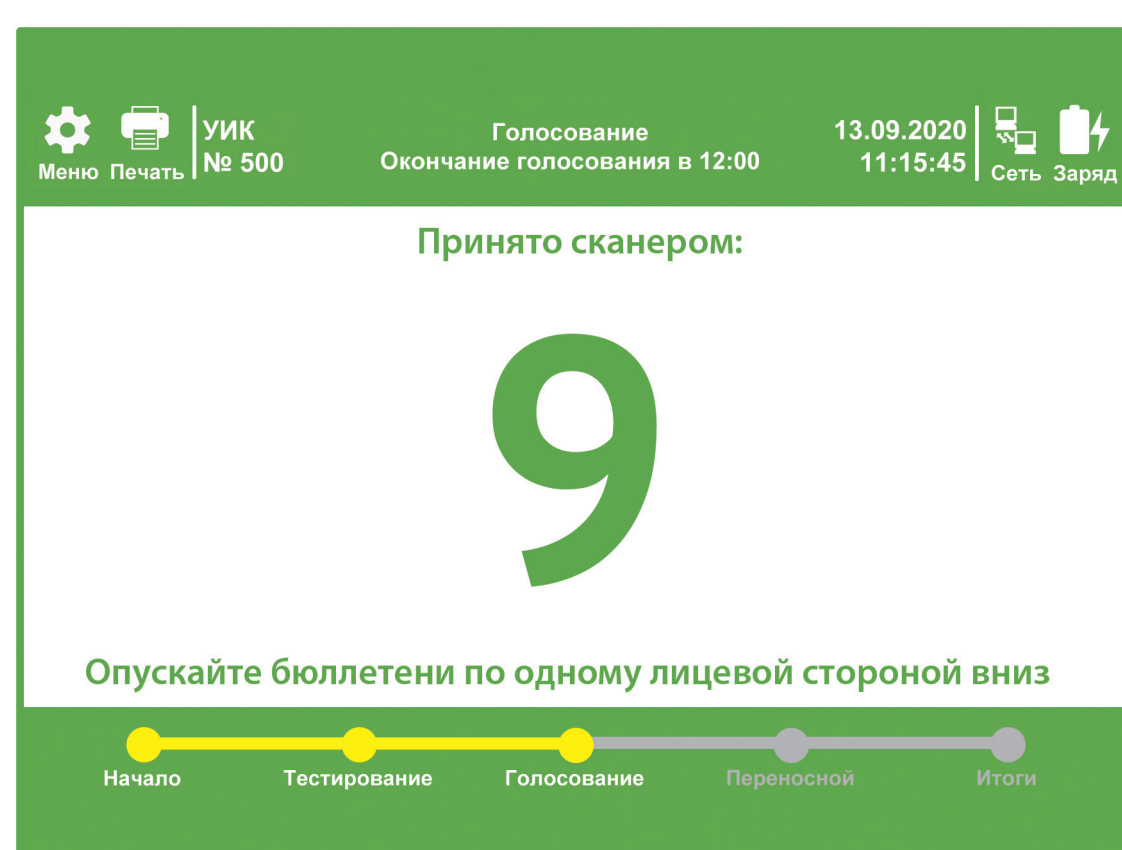 Меню Печать
УИК
№ 500
Голосование
Окончание голосования в 12:00
13.09.2020
11:15:45
Сеть Заряд
Принято сканером:
9
Опускайте бюллетени по одному лицевой стороной вниз
Начало Тестирование Голосование Переносной Итоги